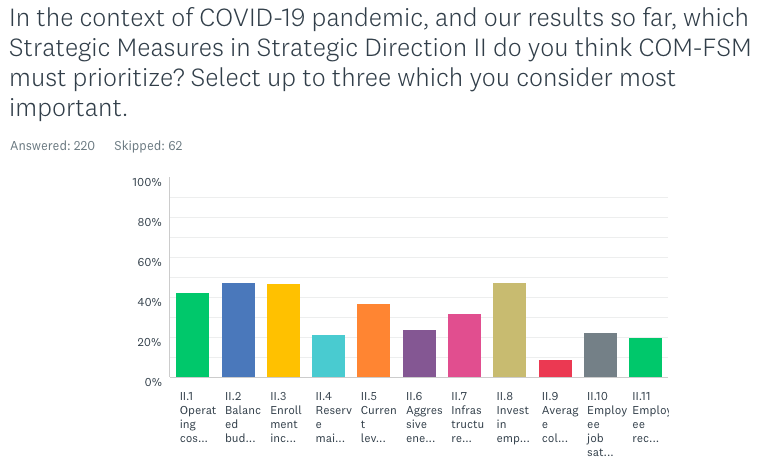 In the context of COVID-19 pandemic, and our results so far, which
Strategic Measures in Strategic Direction II do you think COM-FSM
must prioritize? Select up to three which you consider most
important.
Answered: 220 Skipped: 62
100%
80%
60%
40%
20%
0%
II.1
Operat
ing
cos...
II.2
Balanc
ed
bud...
II.3
Enroll
ment
inc...
II.4
Reserv
e
mai...
II.5
Curren
t
lev...
II.6
Aggres
sive
ene...
II.7
Infras
tructu
re...
II.8
Invest
in
emp...
II.9
Averag
e
col...
II.10
Employ
ee
job
sat...
II.11
Employ
ee
rec...